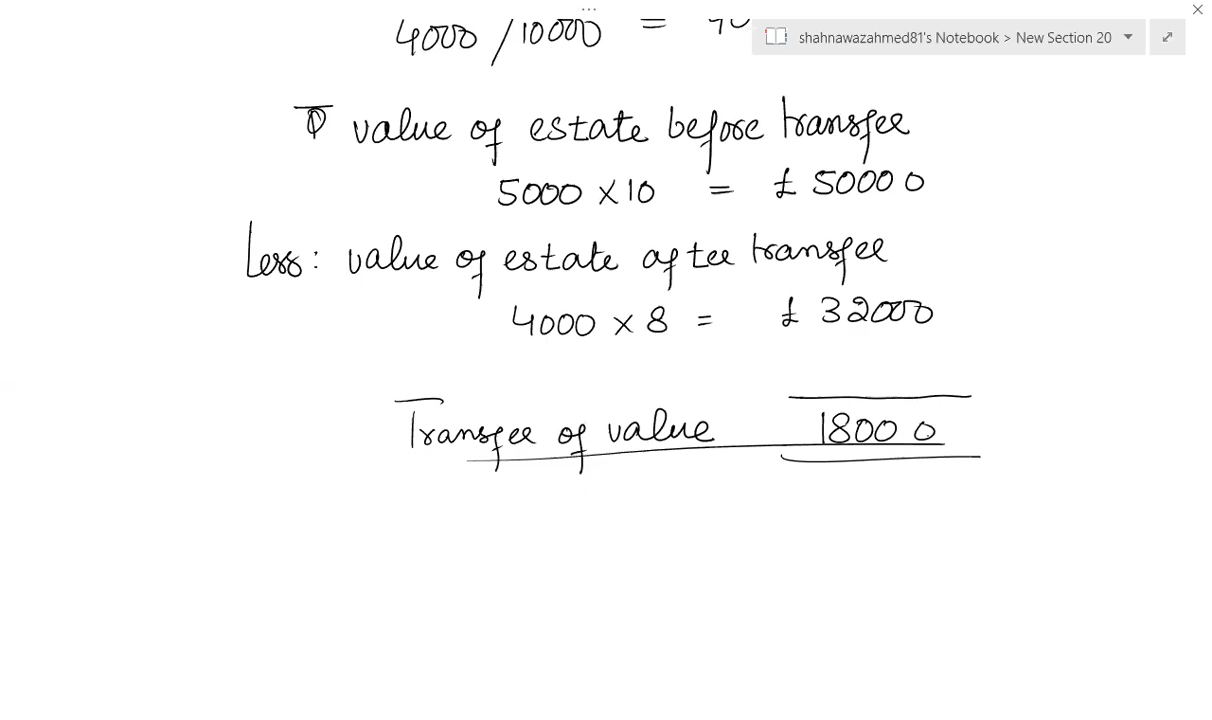 4000 / 10000 =
shahnawazahmed81's Notebook > New Section 20
value of estate before transfer
5000 x 10 = £ 50000
Less: value of estate after transfer
4000 x 8 = £ 32000
Transfer of value 18000